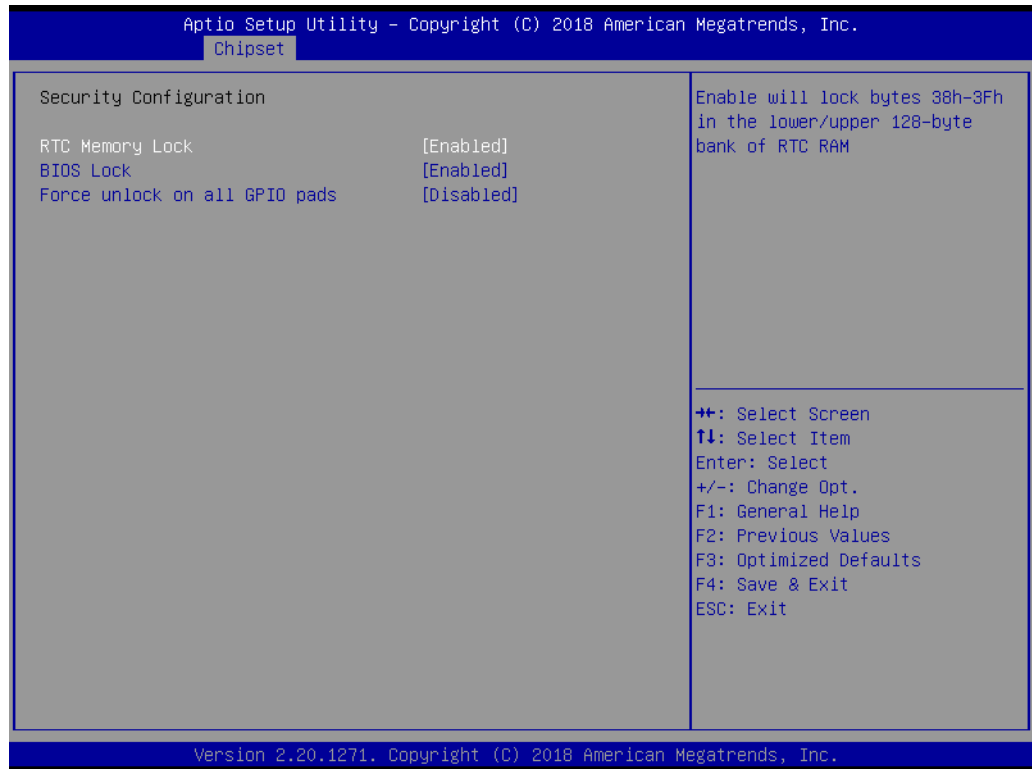 Aptio Setup Utility – Copyright (C) 2018 American Megatrends, Inc.
Chipset
Security Configuration
RTC Memory Lock [Enabled]
BIOS Lock [Enabled]
Force unlock on all GPIO pads [Disabled]
Enable will lock bytes 38h-3Fh
in the lower/upper 128-byte
bank of RTC RAM
→←: Select Screen
↑↓: Select Item
Enter: Select
+/-: Change Opt.
F1: General Help
F2: Previous Values
F3: Optimized Defaults
F4: Save & Exit
ESC: Exit
Version 2.20.1271. Copyright (C) 2018 American Megatrends, Inc.